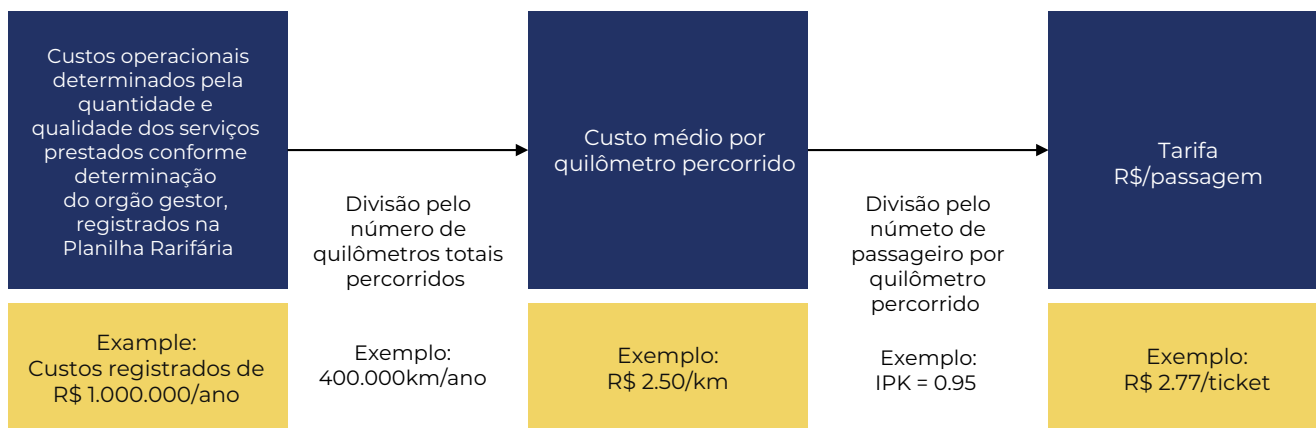 Custos operacionais
determinados pela
quantidade e
qualidade dos serviços
prestados conforme
determinação
do orgão gestor,
registrados na
Planilha Rarifária
Divisão pelo
número de
quilômetros totais
percorridos
Custo médio por
quilômetro percorrido
Divisão pelo
númeto de
passageiro por
quilômetro
percorrido
Tarifa
R$/passagem
Example:
Custos registrados de
R$ 1.000.000/ano
Exemplo:
400.000km/ano
Exemplo:
R$ 2.50/km
Exemplo:
IPK = 0.95
Exemplo:
R$ 2.77/ticket